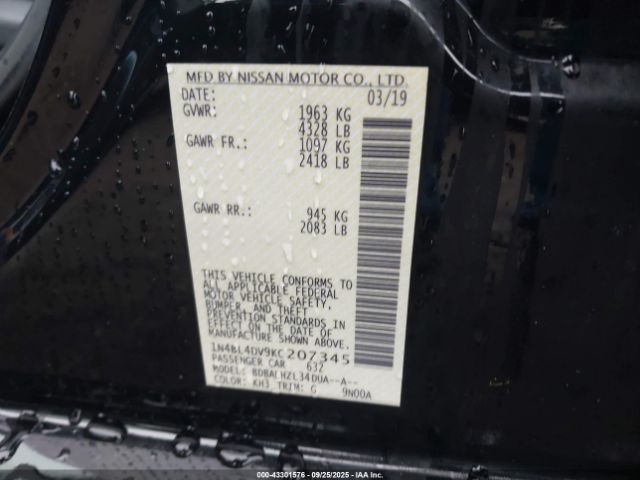 MFD BY NISSAN MOTOR CO., LTD.
DATE: 03/19
GVWR: 1963 KG
4328 LB
GAWR FR.: 1097 KG
2418 LB
GAWR RR.: 945 KG
2083 LB
THIS VEHICLE CONFORMS TO
ALL APPLICABLE FEDERAL
MOTOR VEHICLE SAFETY,
BUMPER, AND THEFT
PREVENTION STANDARDS IN
EFFECT ON THE DATE OF
MANUFACTURE SHOWN ABOVE.
1N4BL4DV9KC207345
PASSENGER CAR 632
MODEL: BDBALHZL34DUA--A--
COLOR: KH3 TRIM: G 9N00A
000-43301576 - 09/25/2025 - IAA Inc.